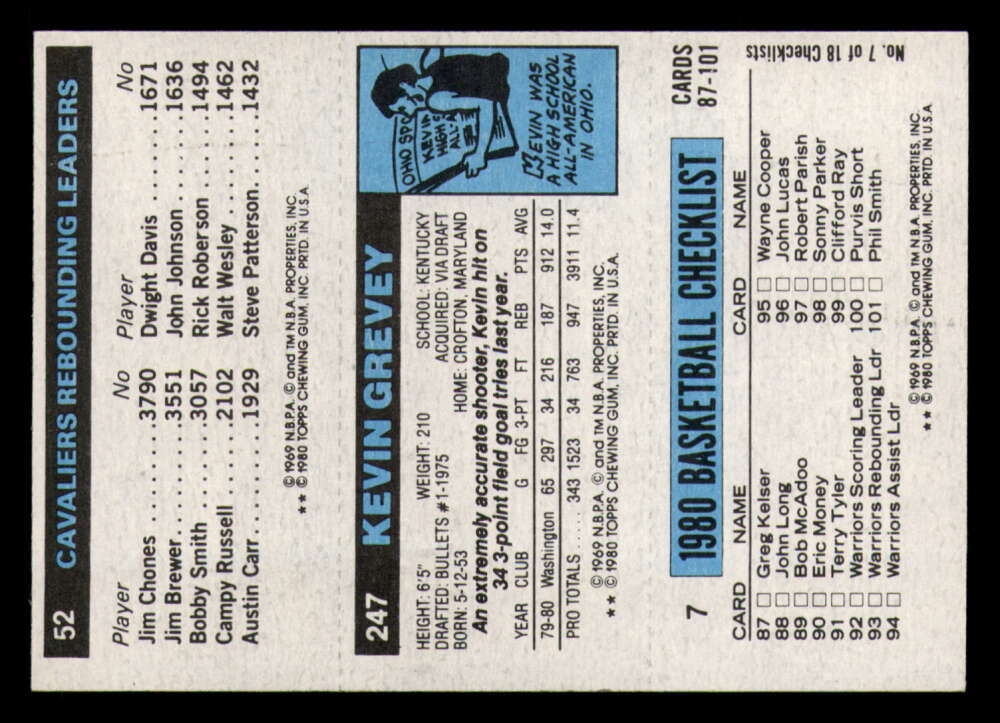 52 CAVALIERS REBOUNDING LEADERS
Player No Player No
Jim Chones 3790 Dwight Davis 1671
Jim Brewer 3551 John Johnson 1636
Bobby Smith 3057 Rick Roberson 1494
Campy Russell 2102 Walt Wesley 1462
Austin Carr 1929 Steve Patterson 1432
© 1969 N.B.P.A. © and TM N.B.A. PROPERTIES, INC.
** © 1980 TOPPS CHEWING GUM, INC. PRTD. IN U.S.A.
247 KEVIN GREVEY
HEIGHT: 6'5" WEIGHT: 210 SCHOOL: KENTUCKY
DRAFTED: BULLETS #1-1975 ACQUIRED: VIA DRAFT
BORN: 5-12-53 HOME: CROFTON, MARYLAND
An extremely accurate shooter, Kevin hit on
34 3-point field goal tries last year.
YEAR CLUB G FG 3-PT FT REB PTS AVG
79-80 Washington 65 297 34 216 187 912 14.0
PRO TOTALS 343 1523 34 763 947 3911 11.4
© 1969 N.B.P.A. © and TM N.B.A. PROPERTIES, INC.
** © 1980 TOPPS CHEWING GUM, INC. PRTD. IN U.S.A.
OHIO SPO
KEVIN
HIGH S
ALL-A
KEVIN WAS
A HIGH SCHOOL
ALL-AMERICAN
IN OHIO.
7 1980 BASKETBALL CHECKLIST CARDS
87-101
CARD NAME CARD NAME
87 □ Greg Kelser 95 □ Wayne Cooper
88 □ John Long 96 □ John Lucas
89 □ Bob McAdoo 97 □ Robert Parish
90 □ Eric Money 98 □ Sonny Parker
91 □ Terry Tyler 99 □ Clifford Ray
92 □ Warriors Scoring Leader 100 □ Purvis Short
93 □ Warriors Rebounding Ldr 101 □ Phil Smith
94 □ Warriors Assist Ldr
© 1969 N.B.P.A. © and TM N.B.A. PROPERTIES, INC.
** © 1980 TOPPS CHEWING GUM, INC. PRTD. IN U.S.A.
No. 7 of 18 Checklists